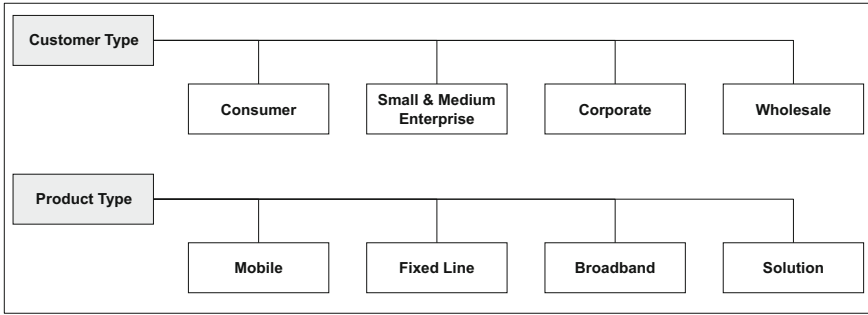 Customer Type
Consumer
Small & Medium
Enterprise
Corporate
Wholesale
Product Type
Mobile
Fixed Line
Broadband
Solution